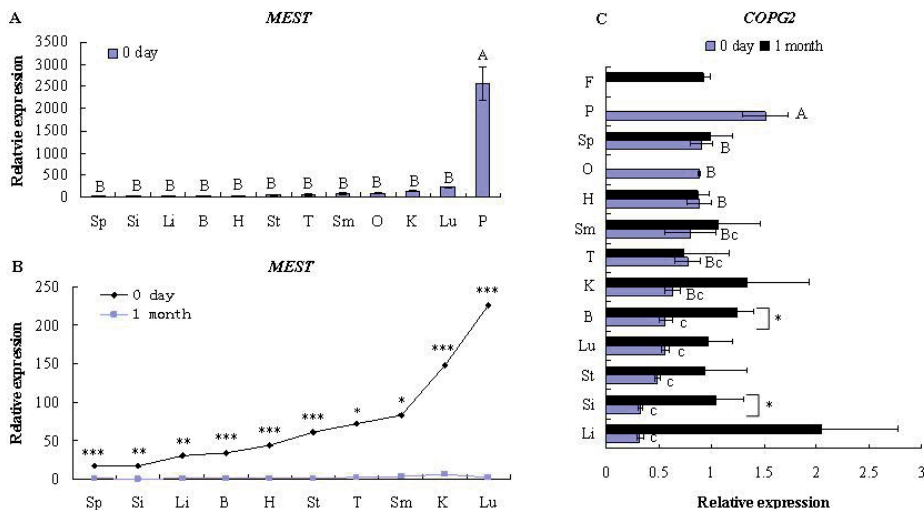 A MEST
Relatvie expression
3500
3000
2500
2000
1500
1000
500
0
0 day
B B B B B B B B B B B A
Sp Si Li B H St T Sm O K Lu P
B MEST
Relative expression
250
200
150
100
50
0
0 day
1 month
*** ** ** *** *** *** * * *** ***
Sp Si Li B H St T Sm K Lu
C COPG2
0 day 1 month
F
P A
Sp B
O B
H B
Sm Bc
T Bc
K Bc
B c *
Lu c
St c
Si c *
Li c
0 0.5 1 1.5 2 2.5 3
Relative expression